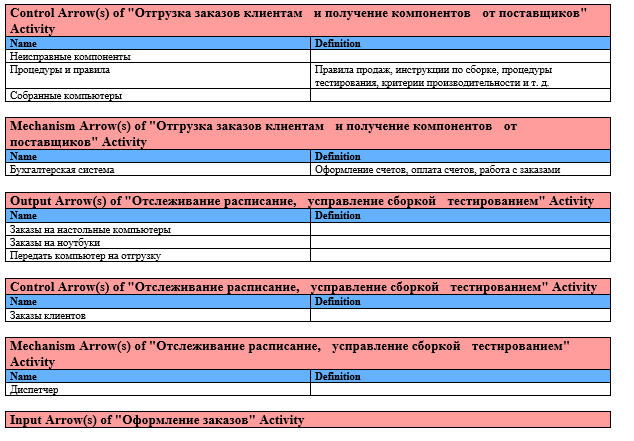 Control Arrow(s) of "Отгрузка заказов клиентам и получение компонентов от поставщиков"
Activity
Name Definition
Неисправные компоненты
Процедуры и правила Правила продаж, инструкции по сборке, процедуры
тестирования, критерии производительности и т. д.
Собранные компьютеры
Mechanism Arrow(s) of "Отгрузка заказов клиентам и получение компонентов от
поставщиков" Activity
Name Definition
Бухгалтерская система Оформление счетов, оплата счетов, работа с заказами
Output Arrow(s) of "Отслеживание расписание, усправление сборкой тестированием" Activity
Name Definition
Заказы на настольные компьютеры
Заказы на ноутбуки
Передать компьютер на отгрузку
Control Arrow(s) of "Отслеживание расписание, усправление сборкой тестированием" Activity
Name Definition
Заказы клиентов
Mechanism Arrow(s) of "Отслеживание расписание, усправление сборкой тестированием"
Activity
Name Definition
Диспетчер
Input Arrow(s) of "Оформление заказов" Activity